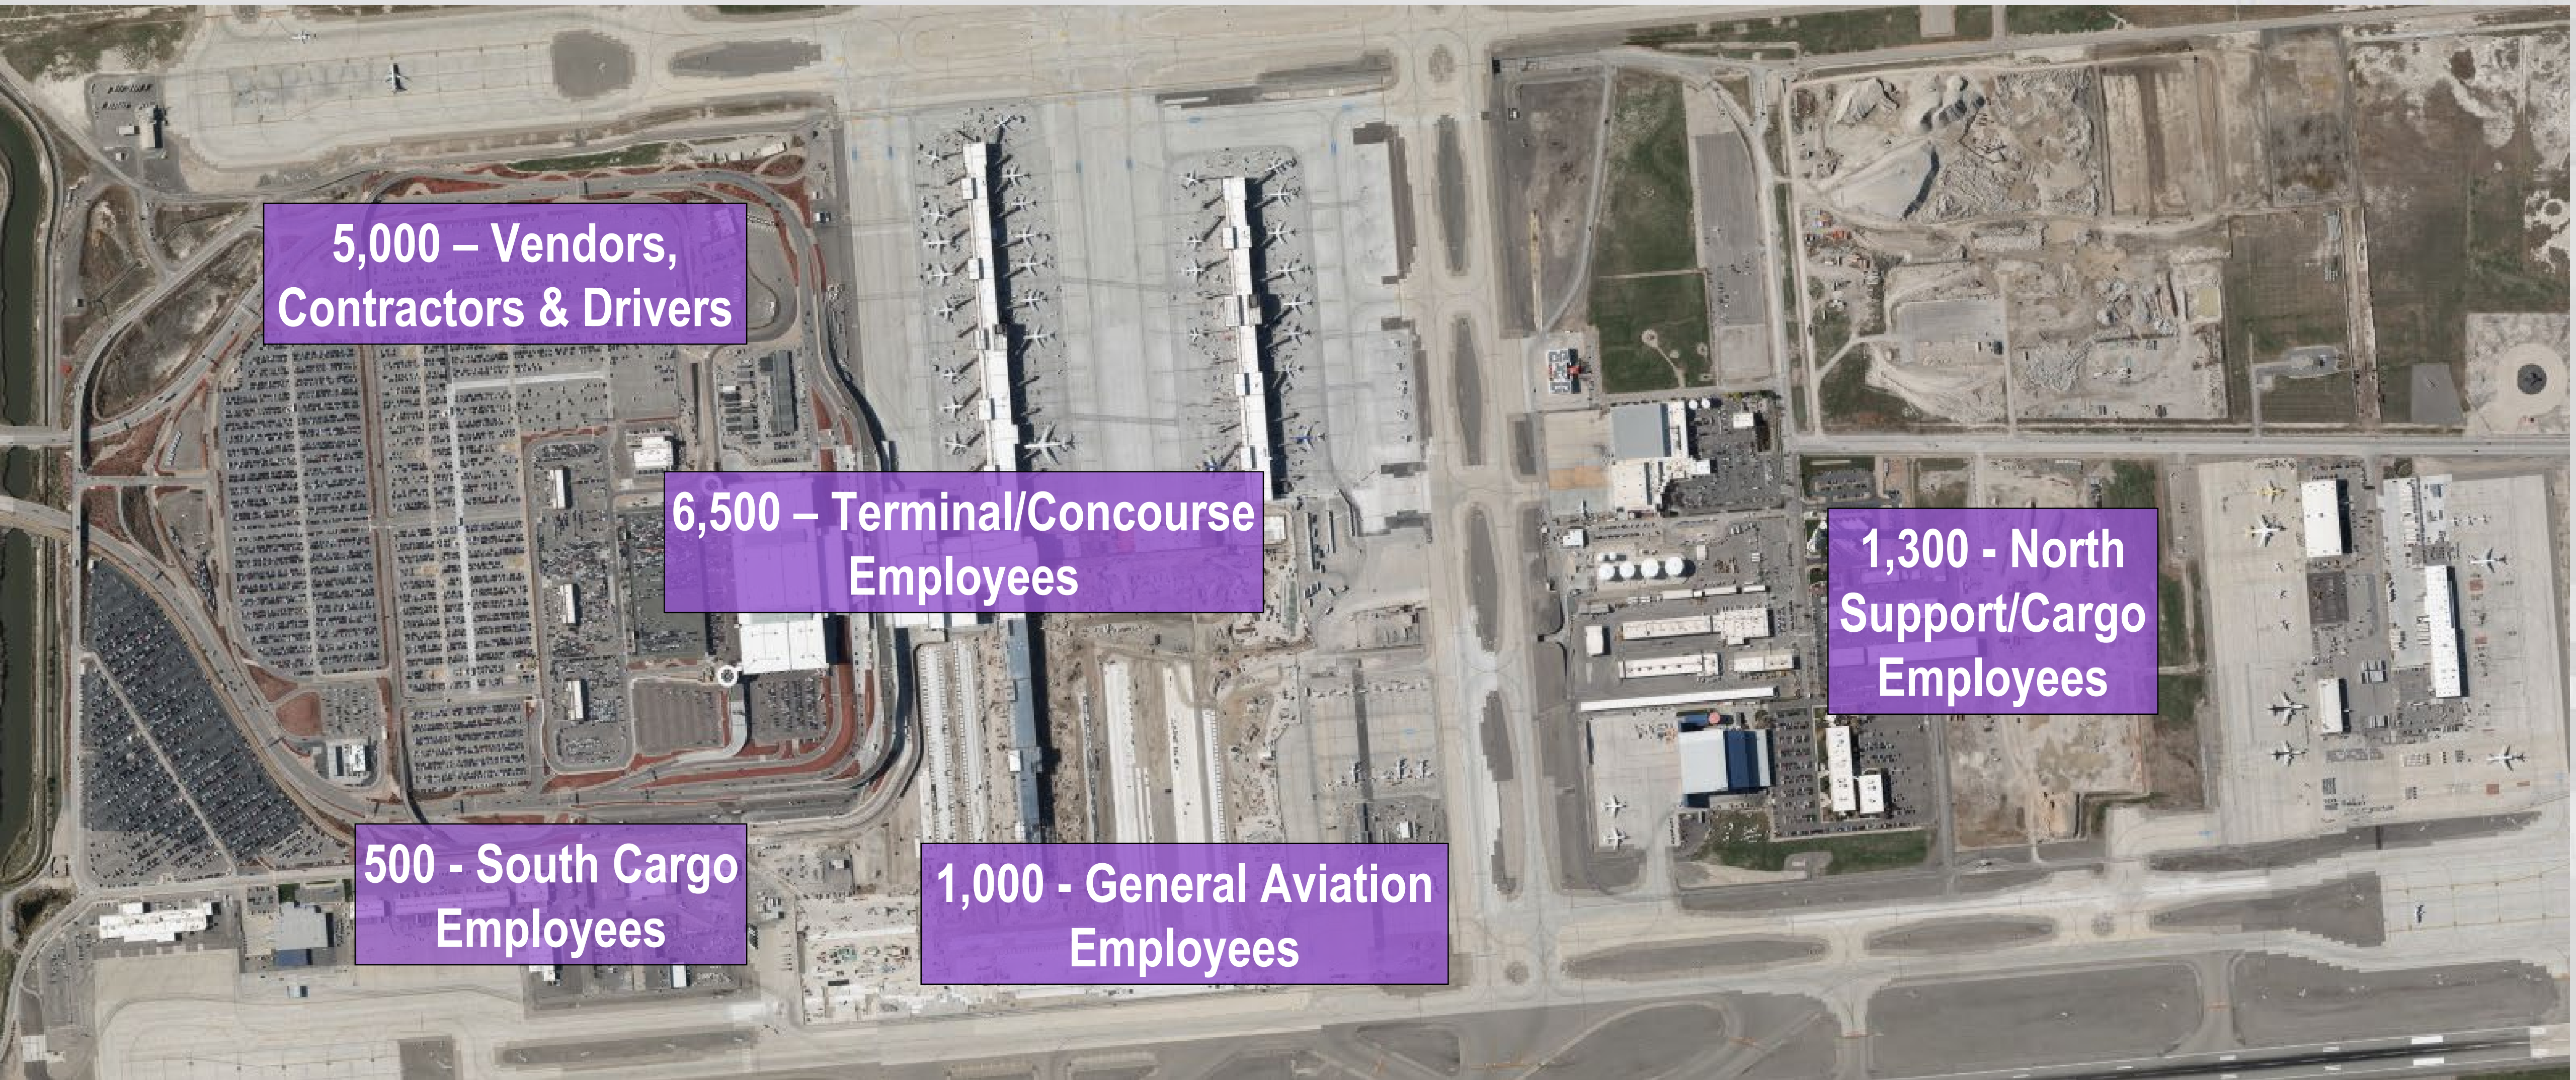 5,000 – Vendors,
Contractors & Drivers
6,500 – Terminal/Concourse
Employees
1,300 - North
Support/Cargo
Employees
500 - South Cargo
Employees
1,000 - General Aviation
Employees